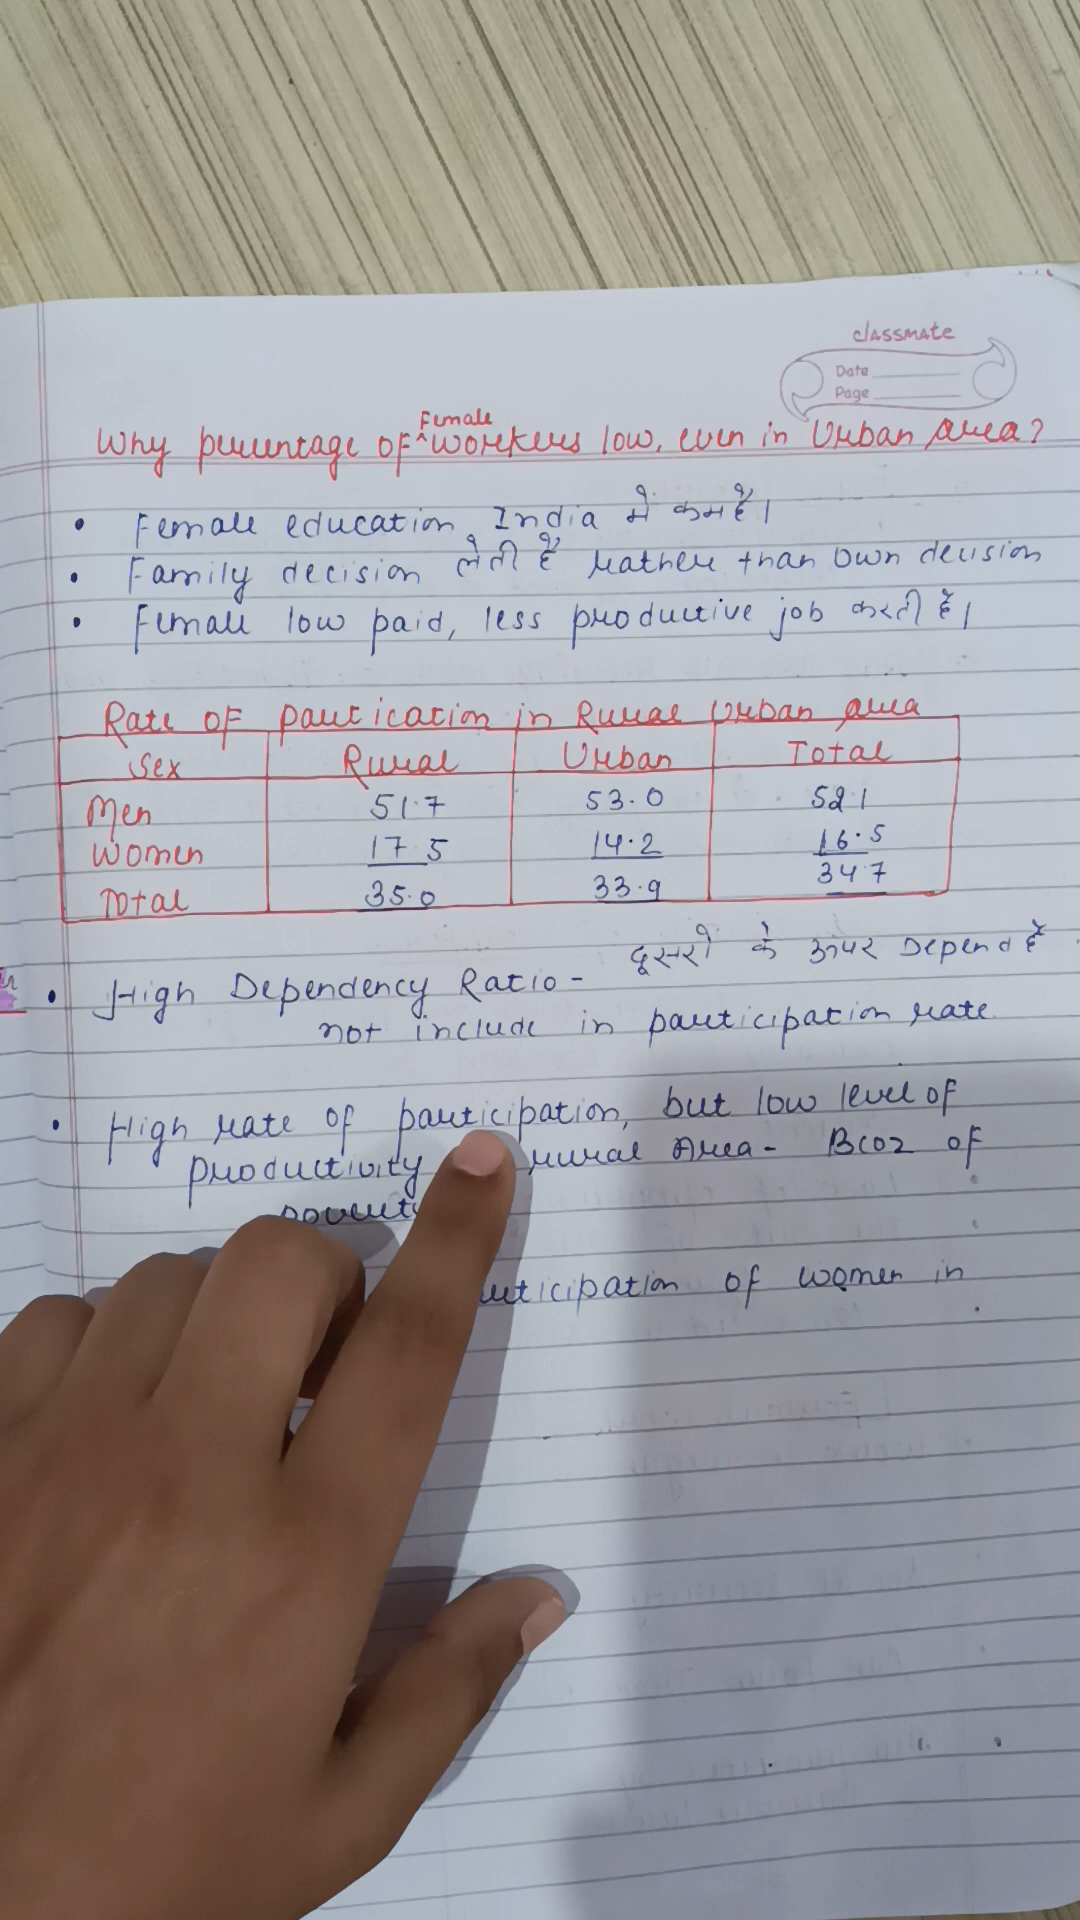 classmate
Date
Page
Why percentage of ^Female workers low, even in Urban Area?
• Female education India में कम है।
• Family decision लेती है rather than own decision
• Female low paid, less productive job करती है।
Rate of partication in Rural Urban area
Sex Rural Urban Total
Men 51.7 53.0 52.1
Women 17.5 14.2 16.5
Total 35.0 33.9 34.7
• High Dependency Ratio - दूसरो के ऊपर Depend है
not include in participation rate.
• High rate of participation, but low level of
productivity rural Area - Bcoz of
participation of women in